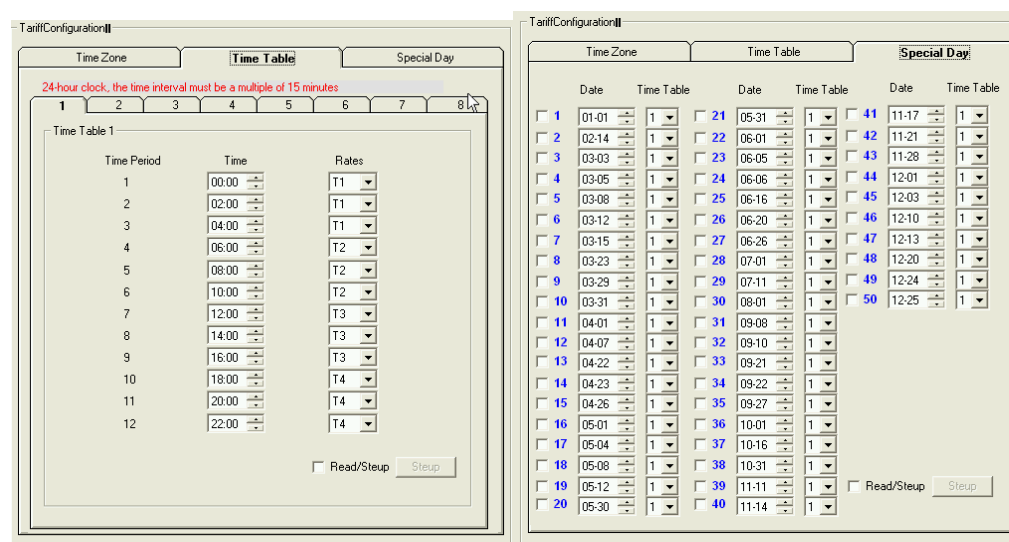 TariffConfigurationII
Time Zone Time Table Special Day
24-hour clock, the time interval must be a multiple of 15 minutes
1 2 3 4 5 6 7 8
Time Table 1
Time Period Time Rates
1 00:00 T1
2 02:00 T1
3 04:00 T1
4 06:00 T2
5 08:00 T2
6 10:00 T2
7 12:00 T3
8 14:00 T3
9 16:00 T3
10 18:00 T4
11 20:00 T4
12 22:00 T4
Read/Steup Steup
TariffConfigurationII
Time Zone Time Table Special Day
Date Time Table Date Time Table Date Time Table
1 01-01 1 21 05-31 1 41 11-17 1
2 02-14 1 22 06-01 1 42 11-21 1
3 03-03 1 23 06-05 1 43 11-28 1
4 03-05 1 24 06-06 1 44 12-01 1
5 03-08 1 25 06-16 1 45 12-03 1
6 03-12 1 26 06-20 1 46 12-10 1
7 03-15 1 27 06-26 1 47 12-13 1
8 03-23 1 28 07-01 1 48 12-20 1
9 03-29 1 29 07-11 1 49 12-24 1
10 03-31 1 30 08-01 1 50 12-25 1
11 04-01 1 31 09-08 1
12 04-07 1 32 09-10 1
13 04-22 1 33 09-21 1
14 04-23 1 34 09-22 1
15 04-26 1 35 09-27 1
16 05-01 1 36 10-01 1
17 05-04 1 37 10-16 1
18 05-08 1 38 10-31 1
19 05-12 1 39 11-11 1 Read/Steup Steup
20 05-30 1 40 11-14 1